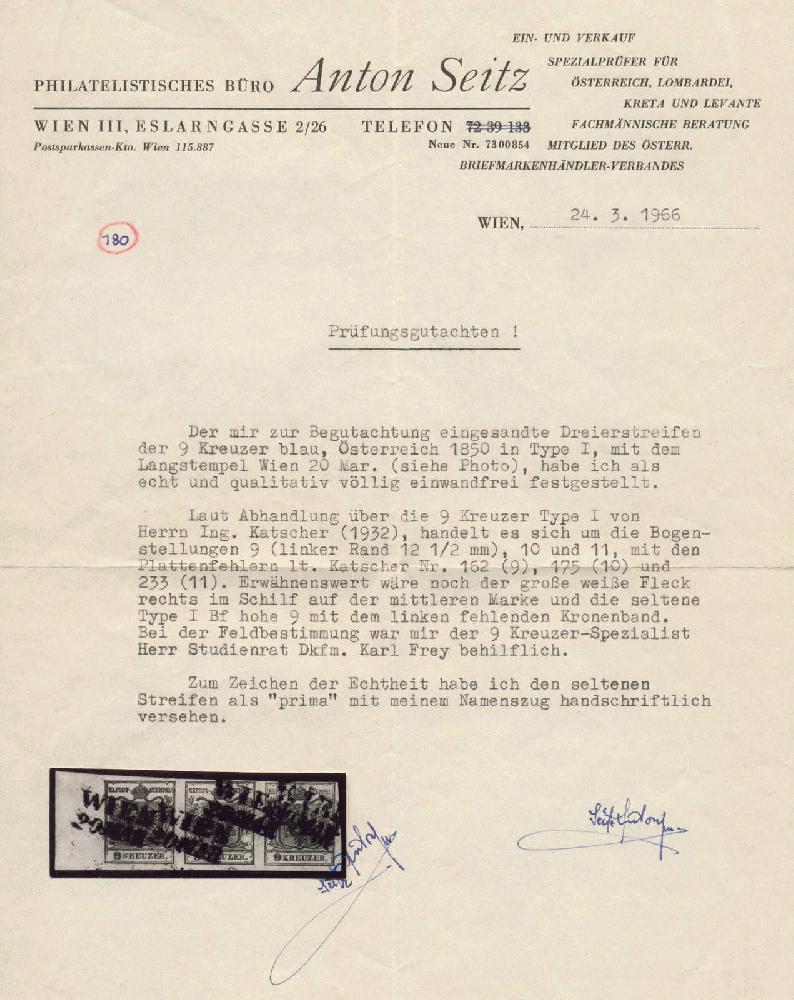 EIN- UND VERKAUF
SPEZIALPRÜFER FÜR
PHILATELISTISCHES BÜRO Anton Seitz
ÖSTERREICH, LOMBARDEI,
KRETA UND LEVANTE
WIEN III, ESLARNGASSE 2/26 TELEFON 72 39 133
FACHMÄNNISCHE BERATUNG
Postsparkassen-Kto. Wien 115.887 Neue Nr. 7300854
MITGLIED DES ÖSTERR.
BRIEFMARKENHÄNDLER-VERBANDES
WIEN, 24. 3. 1966
180
Prüfungsgutachten !
Der mir zur Begutachtung eingesandte Dreierstreifen
der 9 Kreuzer blau, Österreich 1850 in Type I, mit dem
Langstempel Wien 20 Mar. (siehe Photo), habe ich als
echt und qualitativ völlig einwandfrei festgestellt.
Laut Abhandlung über die 9 Kreuzer Type I von
Herrn Ing. Katscher (1932), handelt es sich um die Bogen-
stellungen 9 (linker Rand 12 1/2 mm), 10 und 11, mit den
Plattenfehlern lt. Katscher Nr. 162 (9), 175 (10) und
233 (11). Erwähnenswert wäre noch der große weiße Fleck
rechts im Schilf auf der mittleren Marke und die seltene
Type I Bf hohe 9 mit dem linken fehlenden Kronenband.
Bei der Feldbestimmung war mir der 9 Kreuzer-Spezialist
Herr Studienrat Dkfm. Karl Frey behilflich.
Zum Zeichen der Echtheit habe ich den seltenen
Streifen als "prima" mit meinem Namenszug handschriftlich
versehen.
WIEN WIEN
9 KREUZER. 9 KREUZER. 9 KREUZER.
Seitz Anton
Seitz Anton